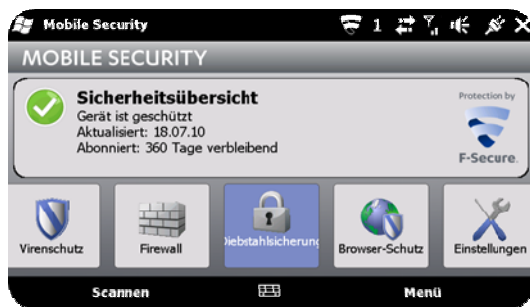 Mobile Security 1
MOBILE SECURITY
Sicherheitsübersicht
Gerät ist geschützt
Aktualisiert: 18.07.10
Abonniert: 360 Tage verbleibend
Protection by
F-Secure.
Virenschutz
Firewall
Diebstahlsicherung
Browser-Schutz
Einstellungen
Scannen
Menü